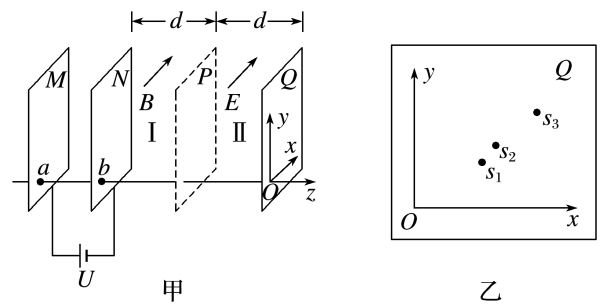 d d
M N P Q
B E
Ⅰ Ⅱ
y
x
a b O z
U
甲
y Q
s₃
s₂
s₁
O x
乙